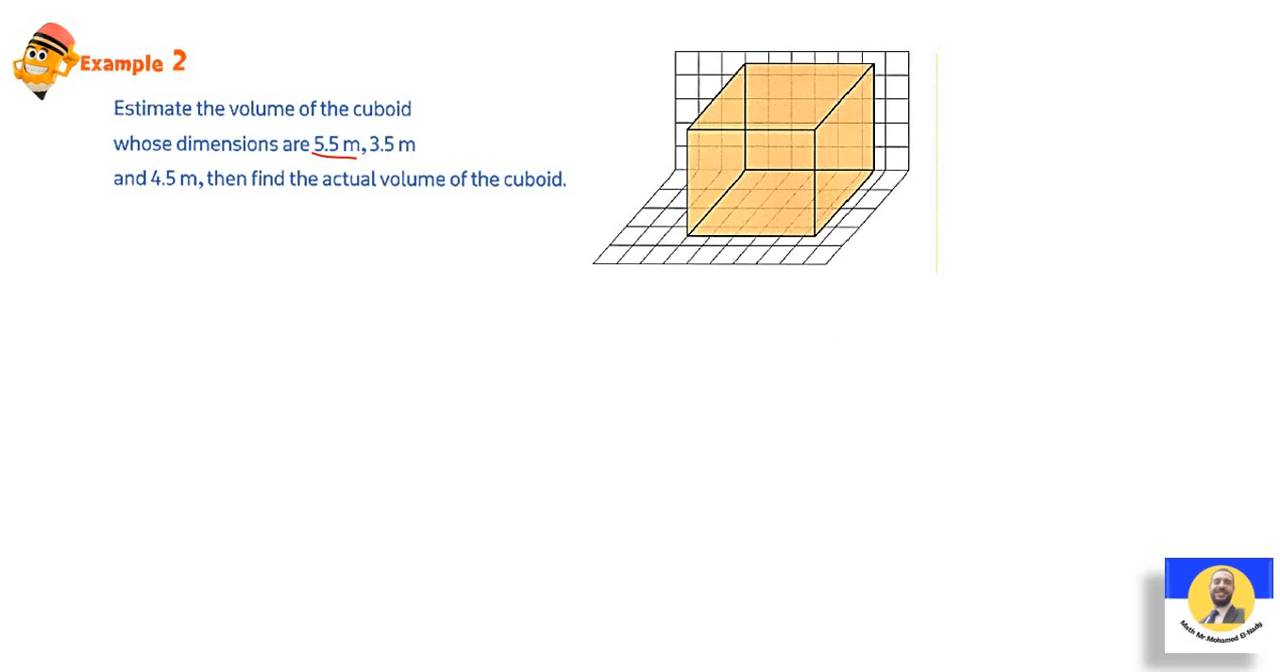 Example 2
Estimate the volume of the cuboid
whose dimensions are 5.5 m, 3.5 m
and 4.5 m, then find the actual volume of the cuboid.
Math Mr.Mohamed El-Nady